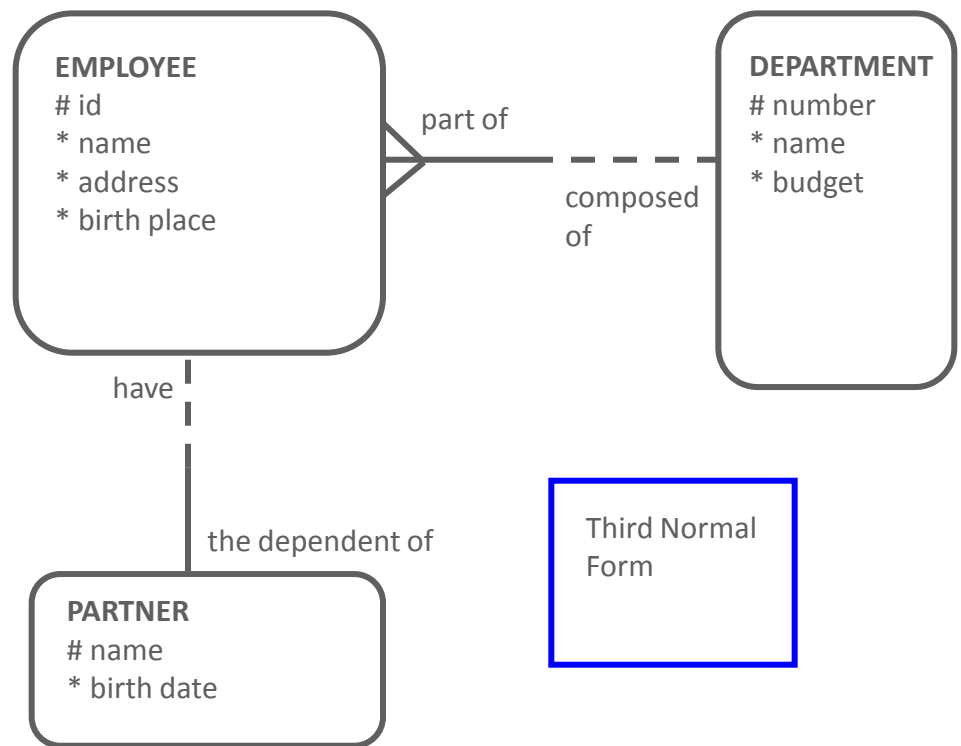 EMPLOYEE
# id
* name
* address
* birth place
part of
composed
of
DEPARTMENT
# number
* name
* budget
have
the dependent of
PARTNER
# name
* birth date
Third Normal
Form